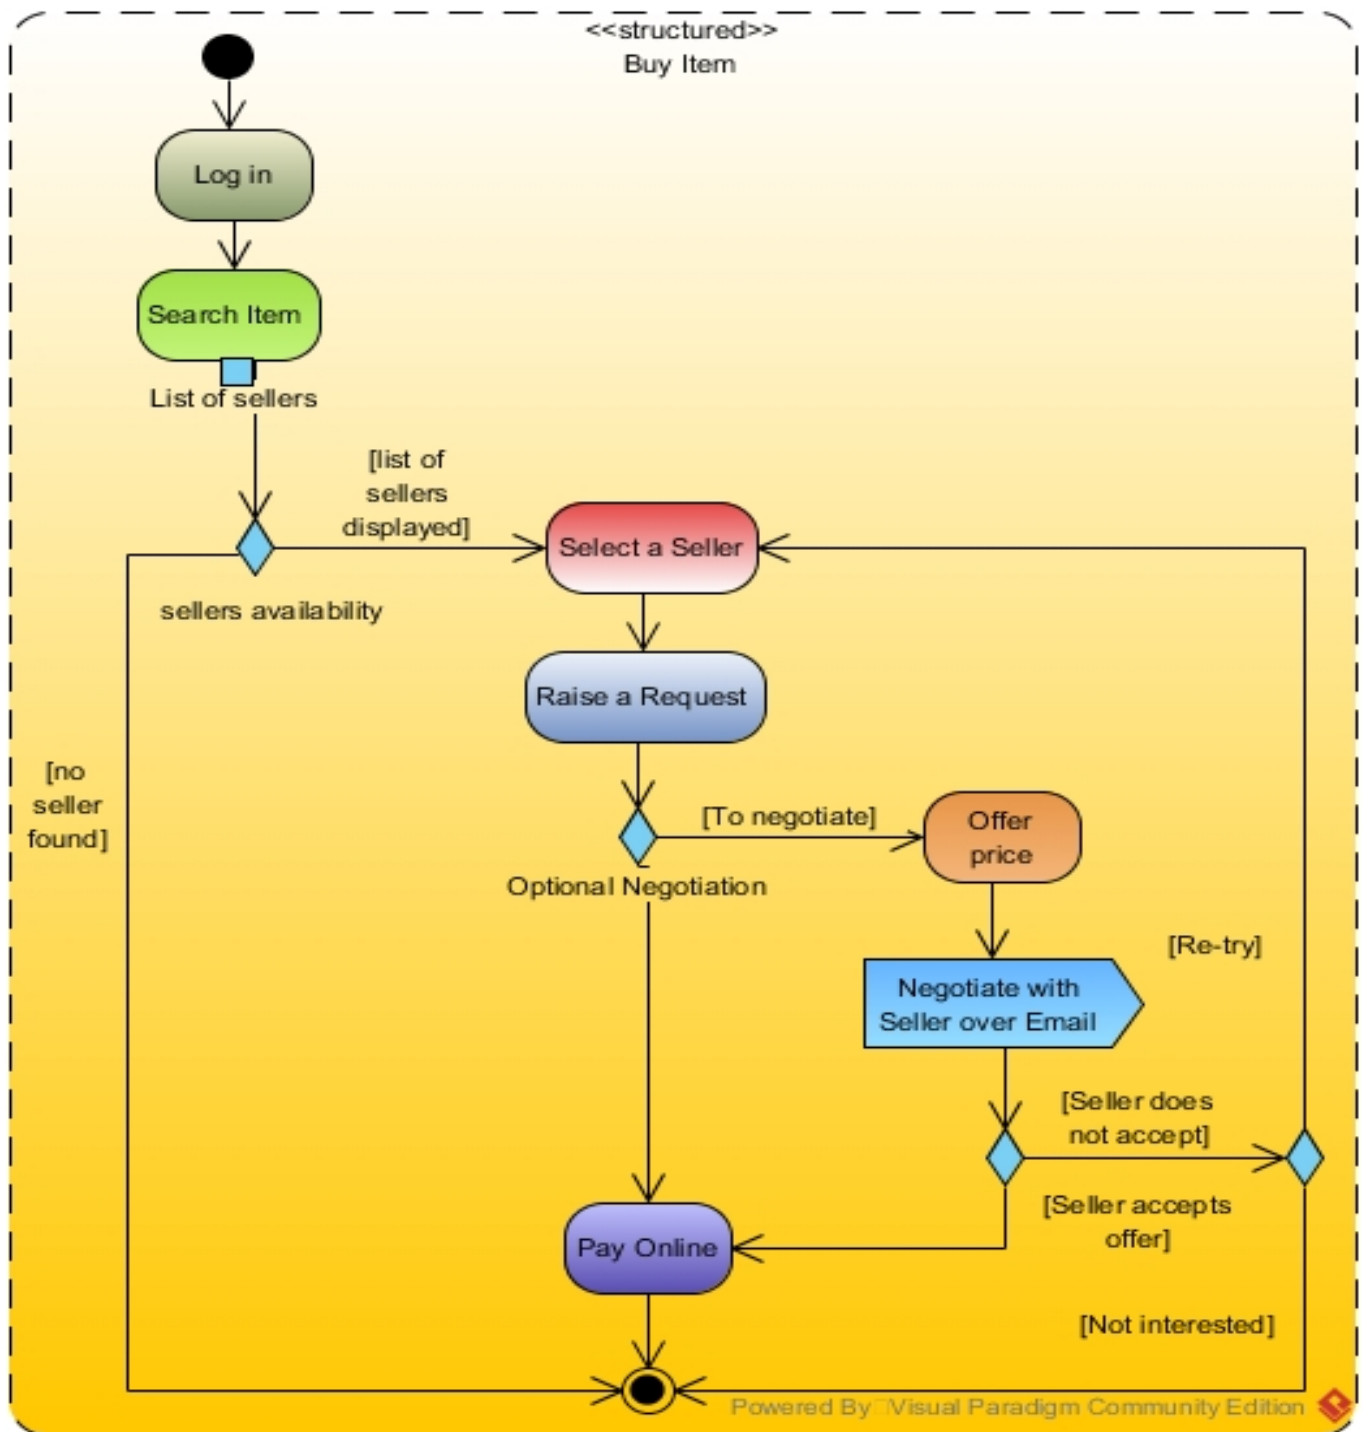 <<structured>>
Buy Item
Log in
Search Item
List of sellers
[list of
sellers
displayed]
Select a Seller
sellers availability
Raise a Request
[no
seller
found]
[To negotiate]
Offer
price
Optional Negotiation
[Re-try]
Negotiate with
Seller over Email
[Seller does
not accept]
[Seller accepts
offer]
Pay Online
[Not interested]
Powered By Visual Paradigm Community Edition